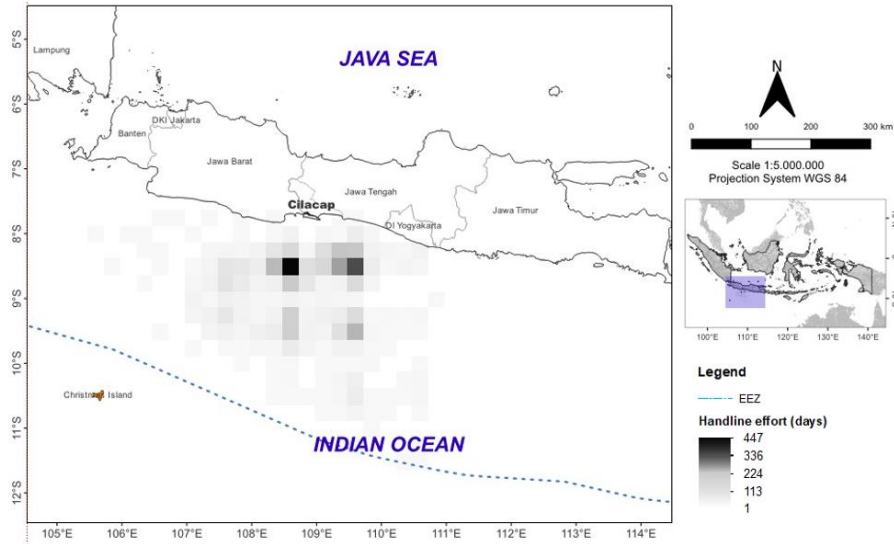 5°S
6°S
7°S
8°S
9°S
10°S
11°S
12°S
105°E
106°E
107°E
108°E
109°E
110°E
111°E
112°E
113°E
114°E
JAVA SEA
Lampung
DKI Jakarta
Banten
Jawa Barat
Jawa Tengah
Cilacap
DI Yogyakarta
Jawa Timur
Christmas Island
INDIAN OCEAN
N
0 100 200 300 km
Scale 1:5.000.000
Projection System WGS 84
100°E 110°E 120°E 130°E 140°E
Legend
EEZ
Handline effort (days)
447
336
224
113
1